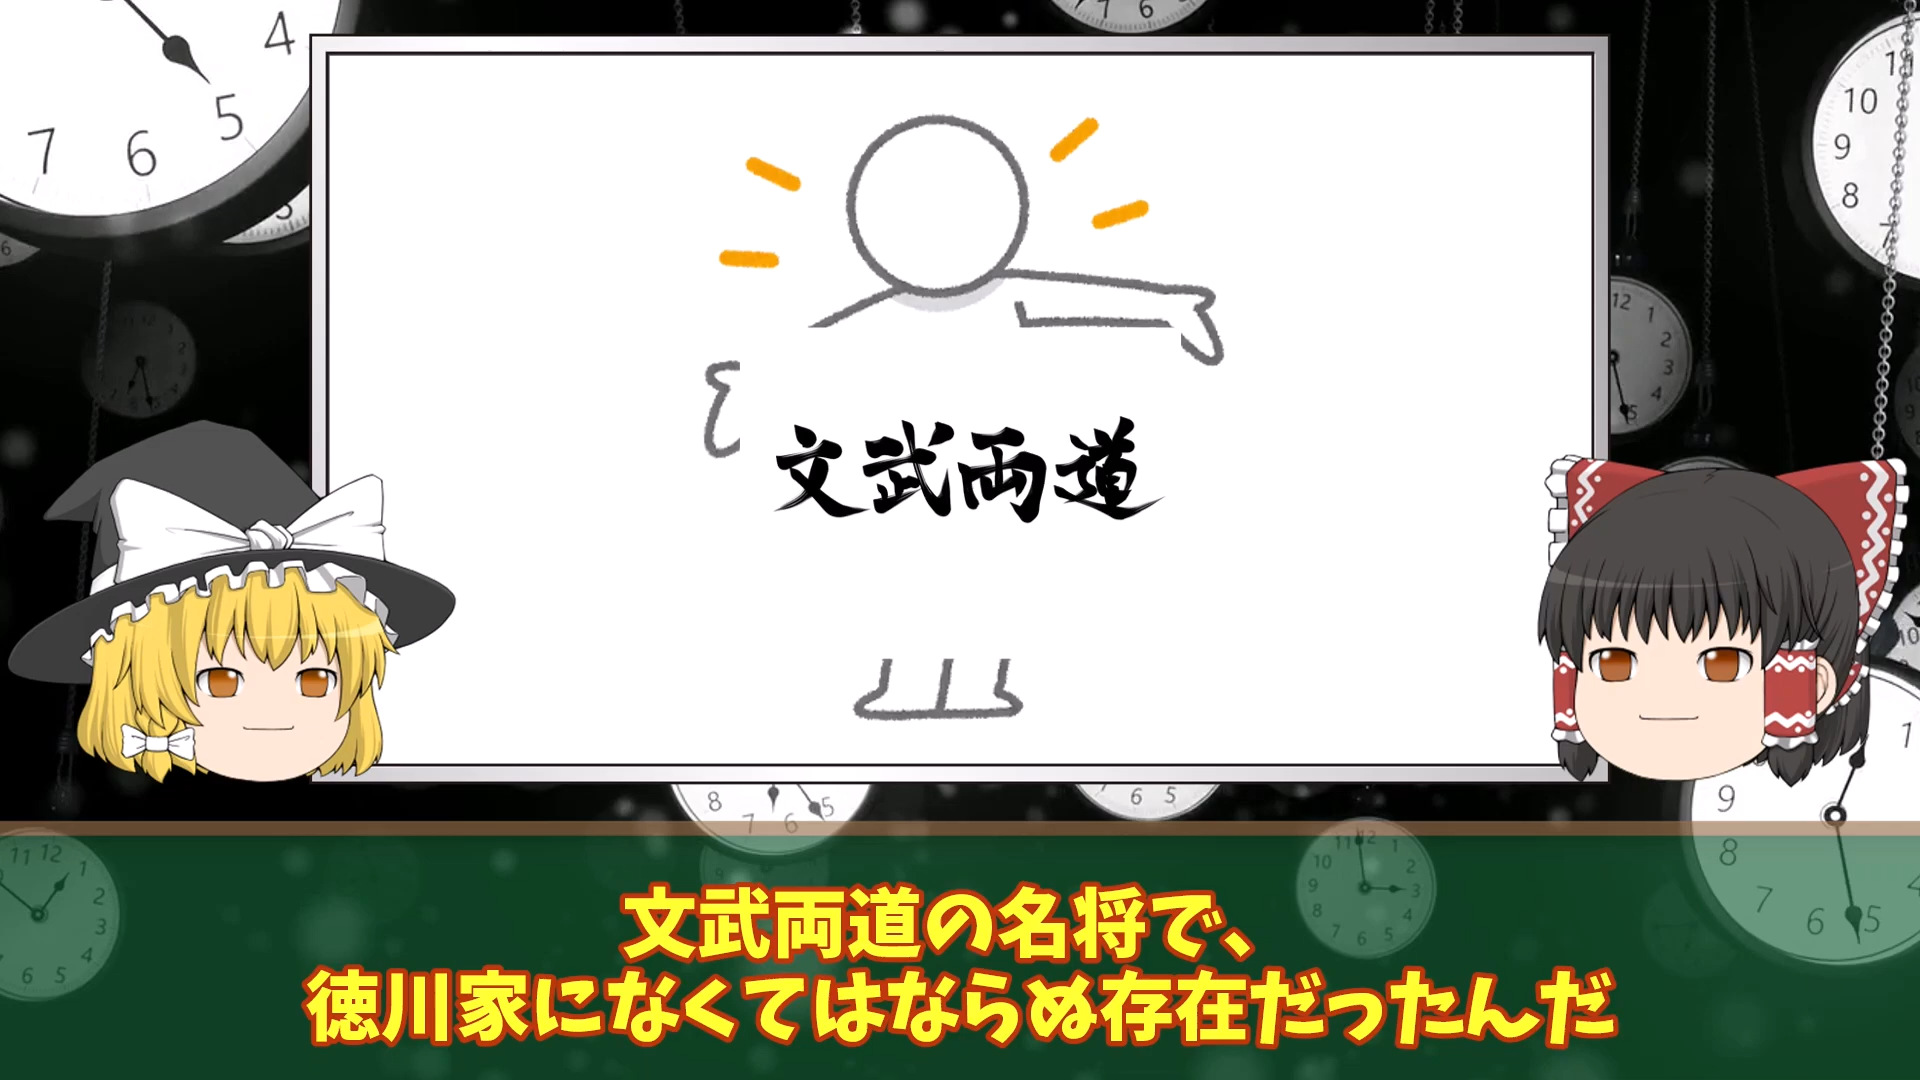 文武両道
文武両道の名将で、
徳川家になくてはならぬ存在だったんだ